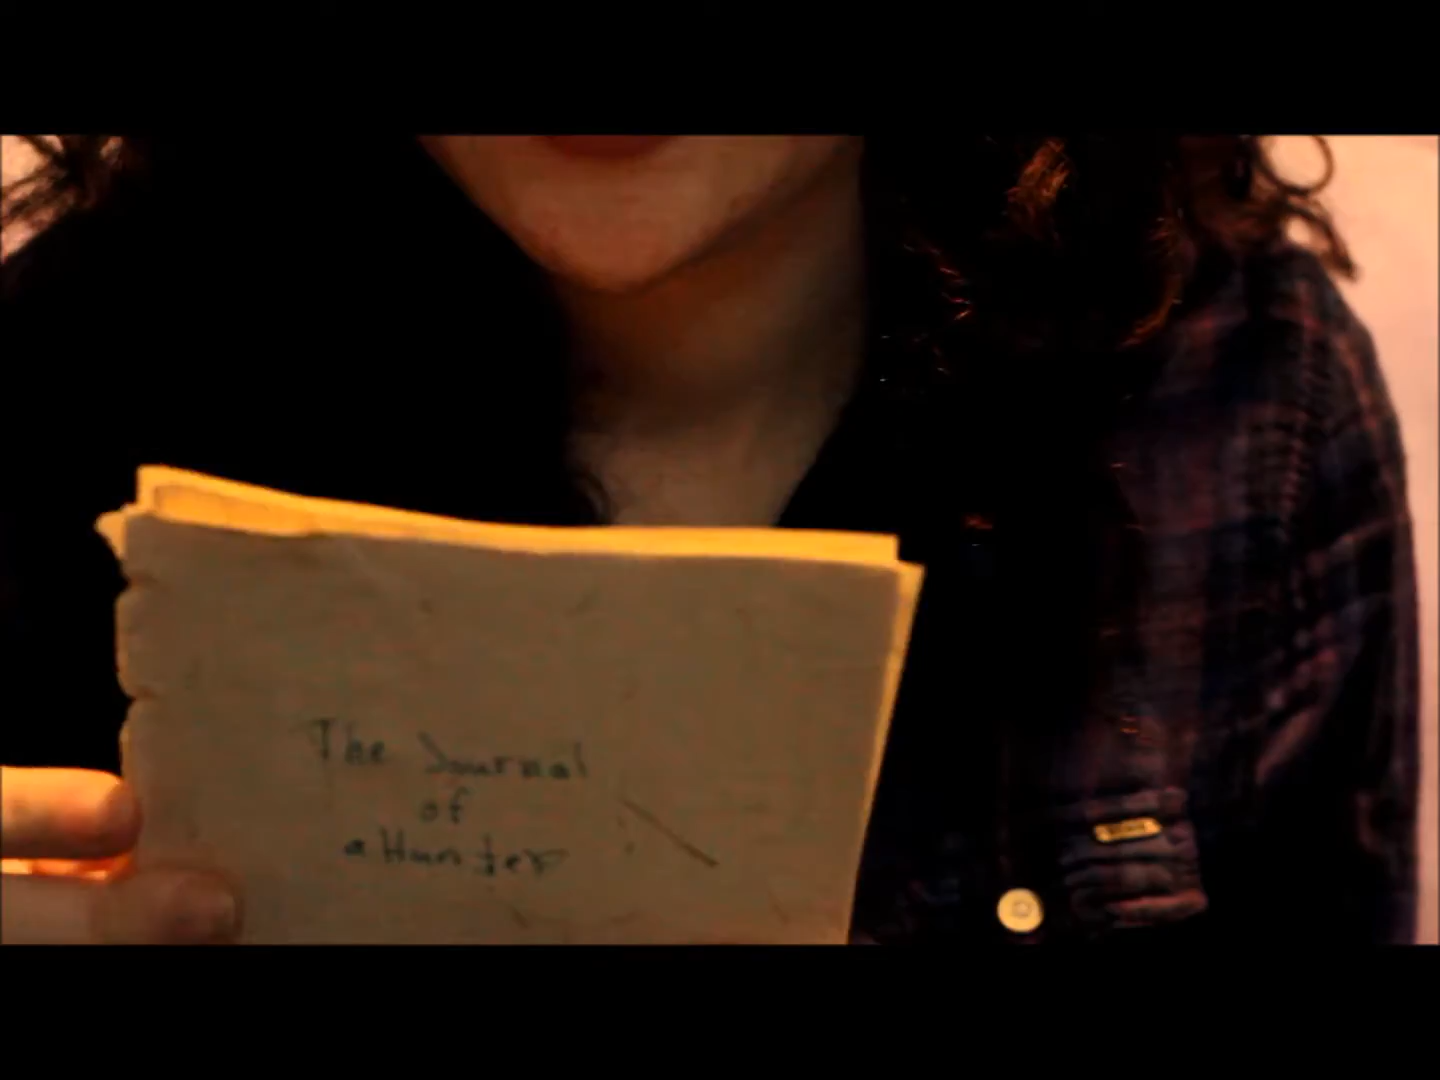 The Journal
of
a Hunter